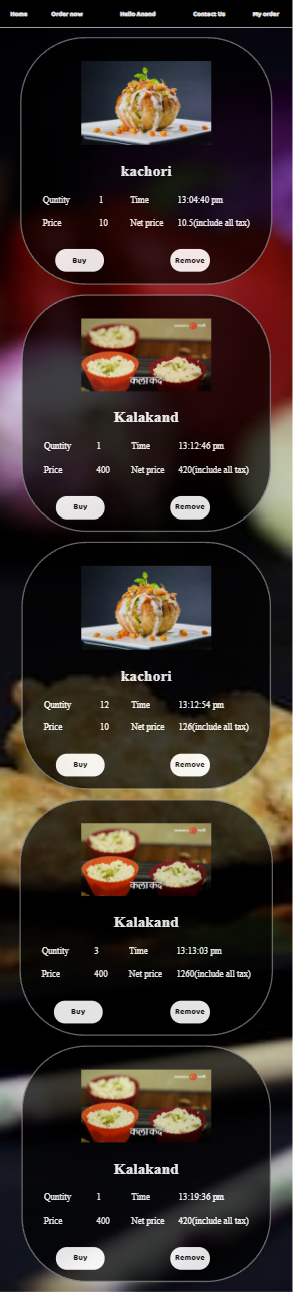 Home Order now Hello Anand Contact Us My order
kachori
Quntity 1 Time 13:04:40 pm
Price 10 Net price 10.5(include all tax)
Buy Remove
कलाकंद
Kalakand
Quntity 1 Time 13:12:46 pm
Price 400 Net price 420(include all tax)
Buy Remove
kachori
Quntity 12 Time 13:12:54 pm
Price 10 Net price 126(include all tax)
Buy Remove
कलाकंद
Kalakand
Quntity 3 Time 13:13:03 pm
Price 400 Net price 1260(include all tax)
Buy Remove
कलाकंद
Kalakand
Quntity 1 Time 13:19:36 pm
Price 400 Net price 420(include all tax)
Buy Remove